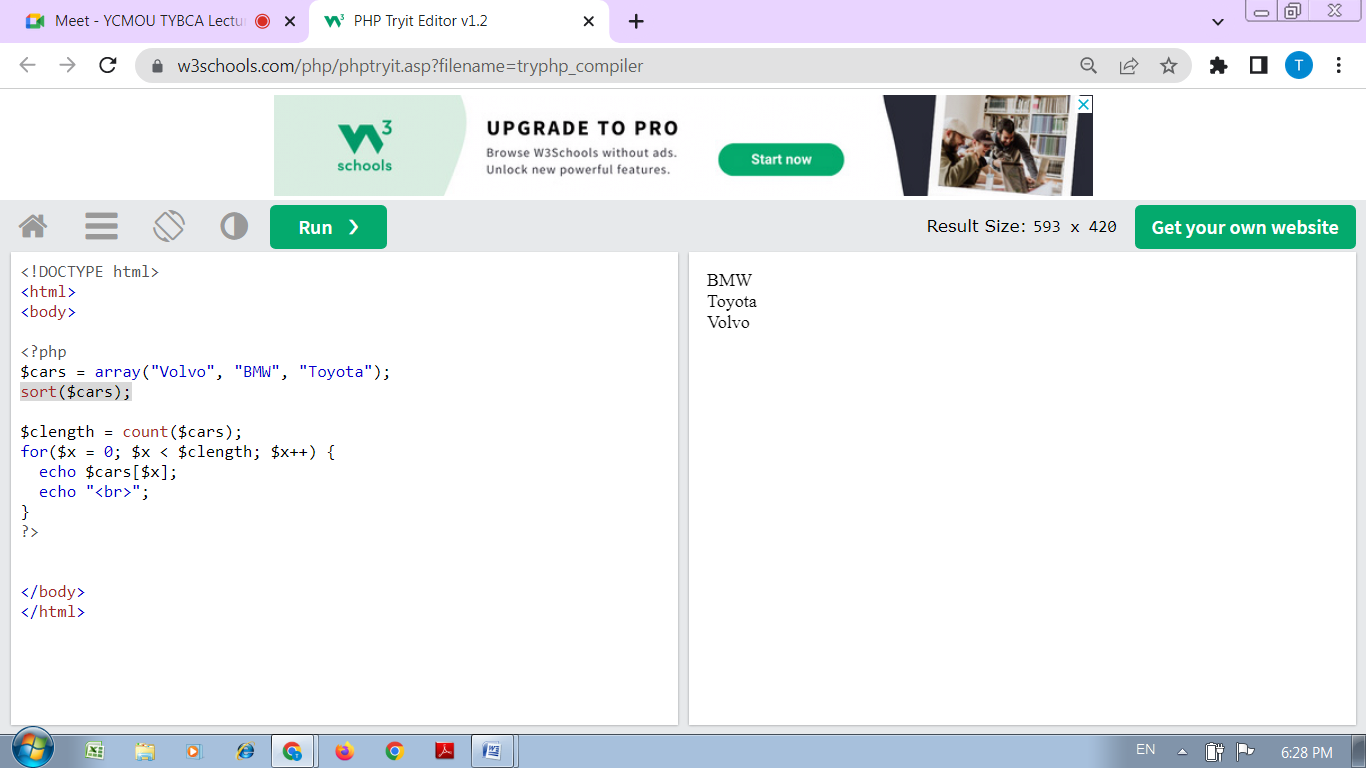 Meet - YCMOU TYBCA Lectu
PHP Tryit Editor v1.2
w3schools.com/php/phptryit.asp?filename=tryphp_compiler
T
W3
schools
UPGRADE TO PRO
Browse W3Schools without ads.
Unlock new powerful features.
Start now
Run ❯
Result Size: 593 x 420
Get your own website
<!DOCTYPE html>
<html>
<body>
<?php
$cars = array("Volvo", "BMW", "Toyota");
sort($cars);
$clength = count($cars);
for($x = 0; $x < $clength; $x++) {
  echo $cars[$x];
  echo "<br>";
}
?>
</body>
</html>
BMW
Toyota
Volvo
EN
6:28 PM